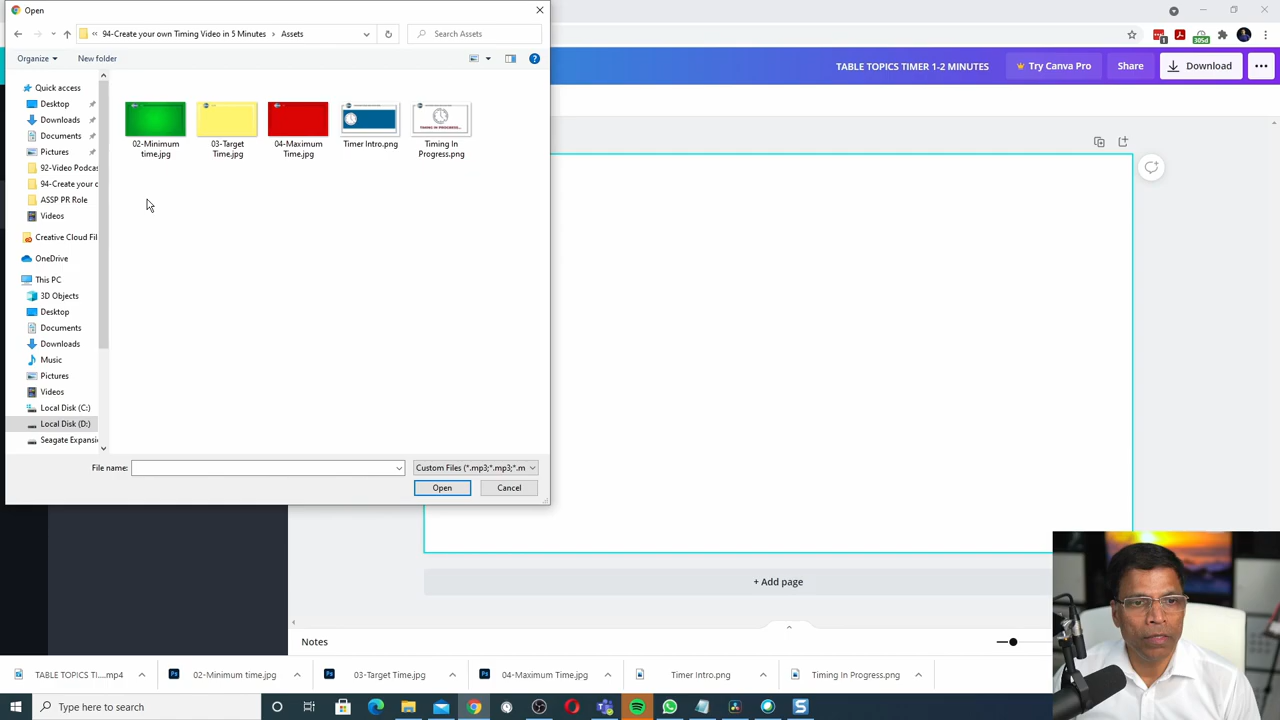 Open
94-Create your own Timing Video in 5 Minutes > Assets
Search Assets
Organize
New folder
Quick access
Desktop
Downloads
Documents
Pictures
92-Video Podcas
94-Create your c
ASSP PR Role
Videos
Creative Cloud Fil
OneDrive
This PC
3D Objects
Desktop
Documents
Downloads
Music
Pictures
Videos
Local Disk (C:)
Local Disk (D:)
Seagate Expansi
02-Minimum time.jpg
03-Target Time.jpg
04-Maximum Time.jpg
Timer Intro.png
Timing In Progress.png
File name:
Custom Files (*.mp3;*.mp3;*.m
Open
Cancel
TABLE TOPICS TIMER 1-2 MINUTES
Try Canva Pro
Share
Download
+ Add page
Notes
TABLE TOPICS TI....mp4
02-Minimum time.jpg
03-Target Time.jpg
04-Maximum Time.jpg
Timer Intro.png
Timing In Progress.png
Type here to search